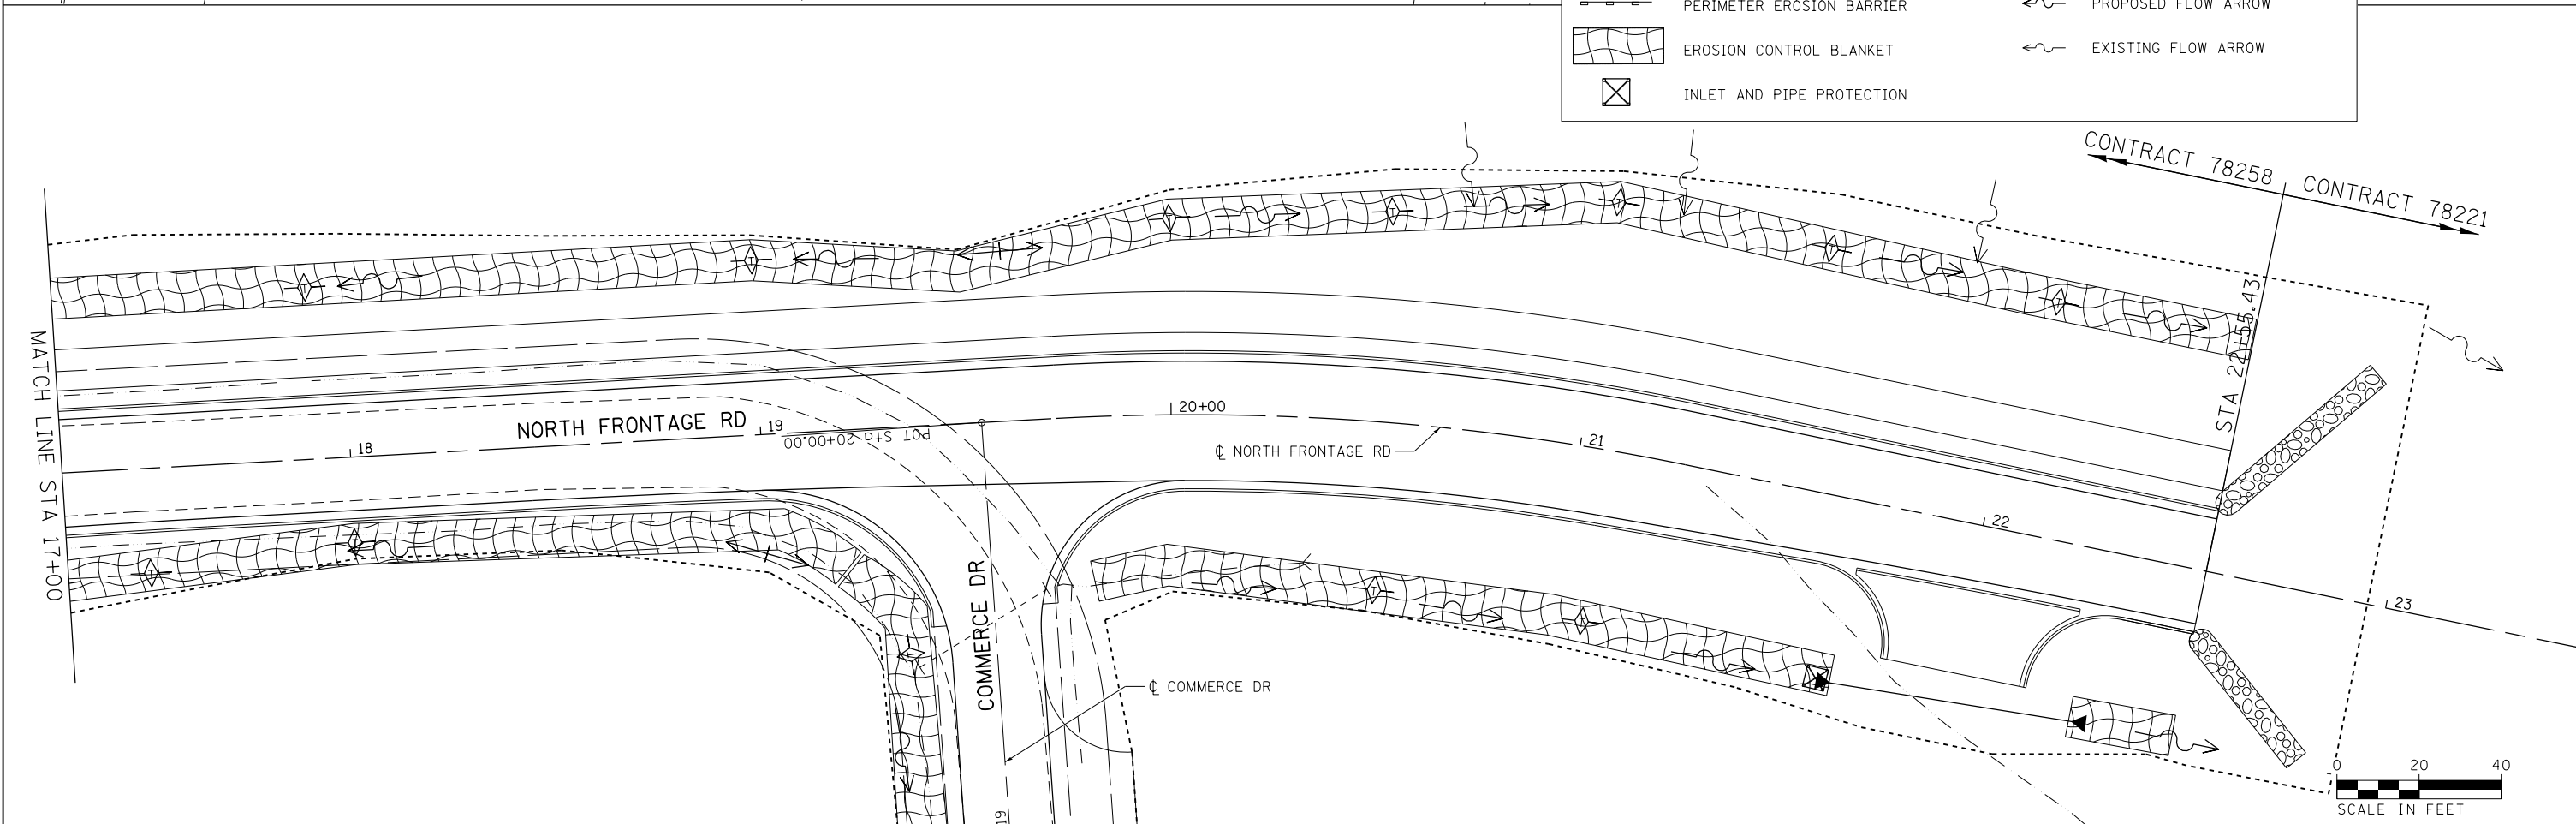 PERIMETER EROSION BARRIER
PROPOSED FLOW ARROW
EROSION CONTROL BLANKET
EXISTING FLOW ARROW
INLET AND PIPE PROTECTION
CONTRACT 78258
CONTRACT 78221
MATCH LINE STA 17+00
STA 22+55.43
NORTH FRONTAGE RD
18
19
POT Sta 20+00.00
20+00
℄ NORTH FRONTAGE RD
21
22
23
COMMERCE DR
℄ COMMERCE DR
19
T
T
T
T
T
T
T
T
T
T
T
T
0 20 40
SCALE IN FEET